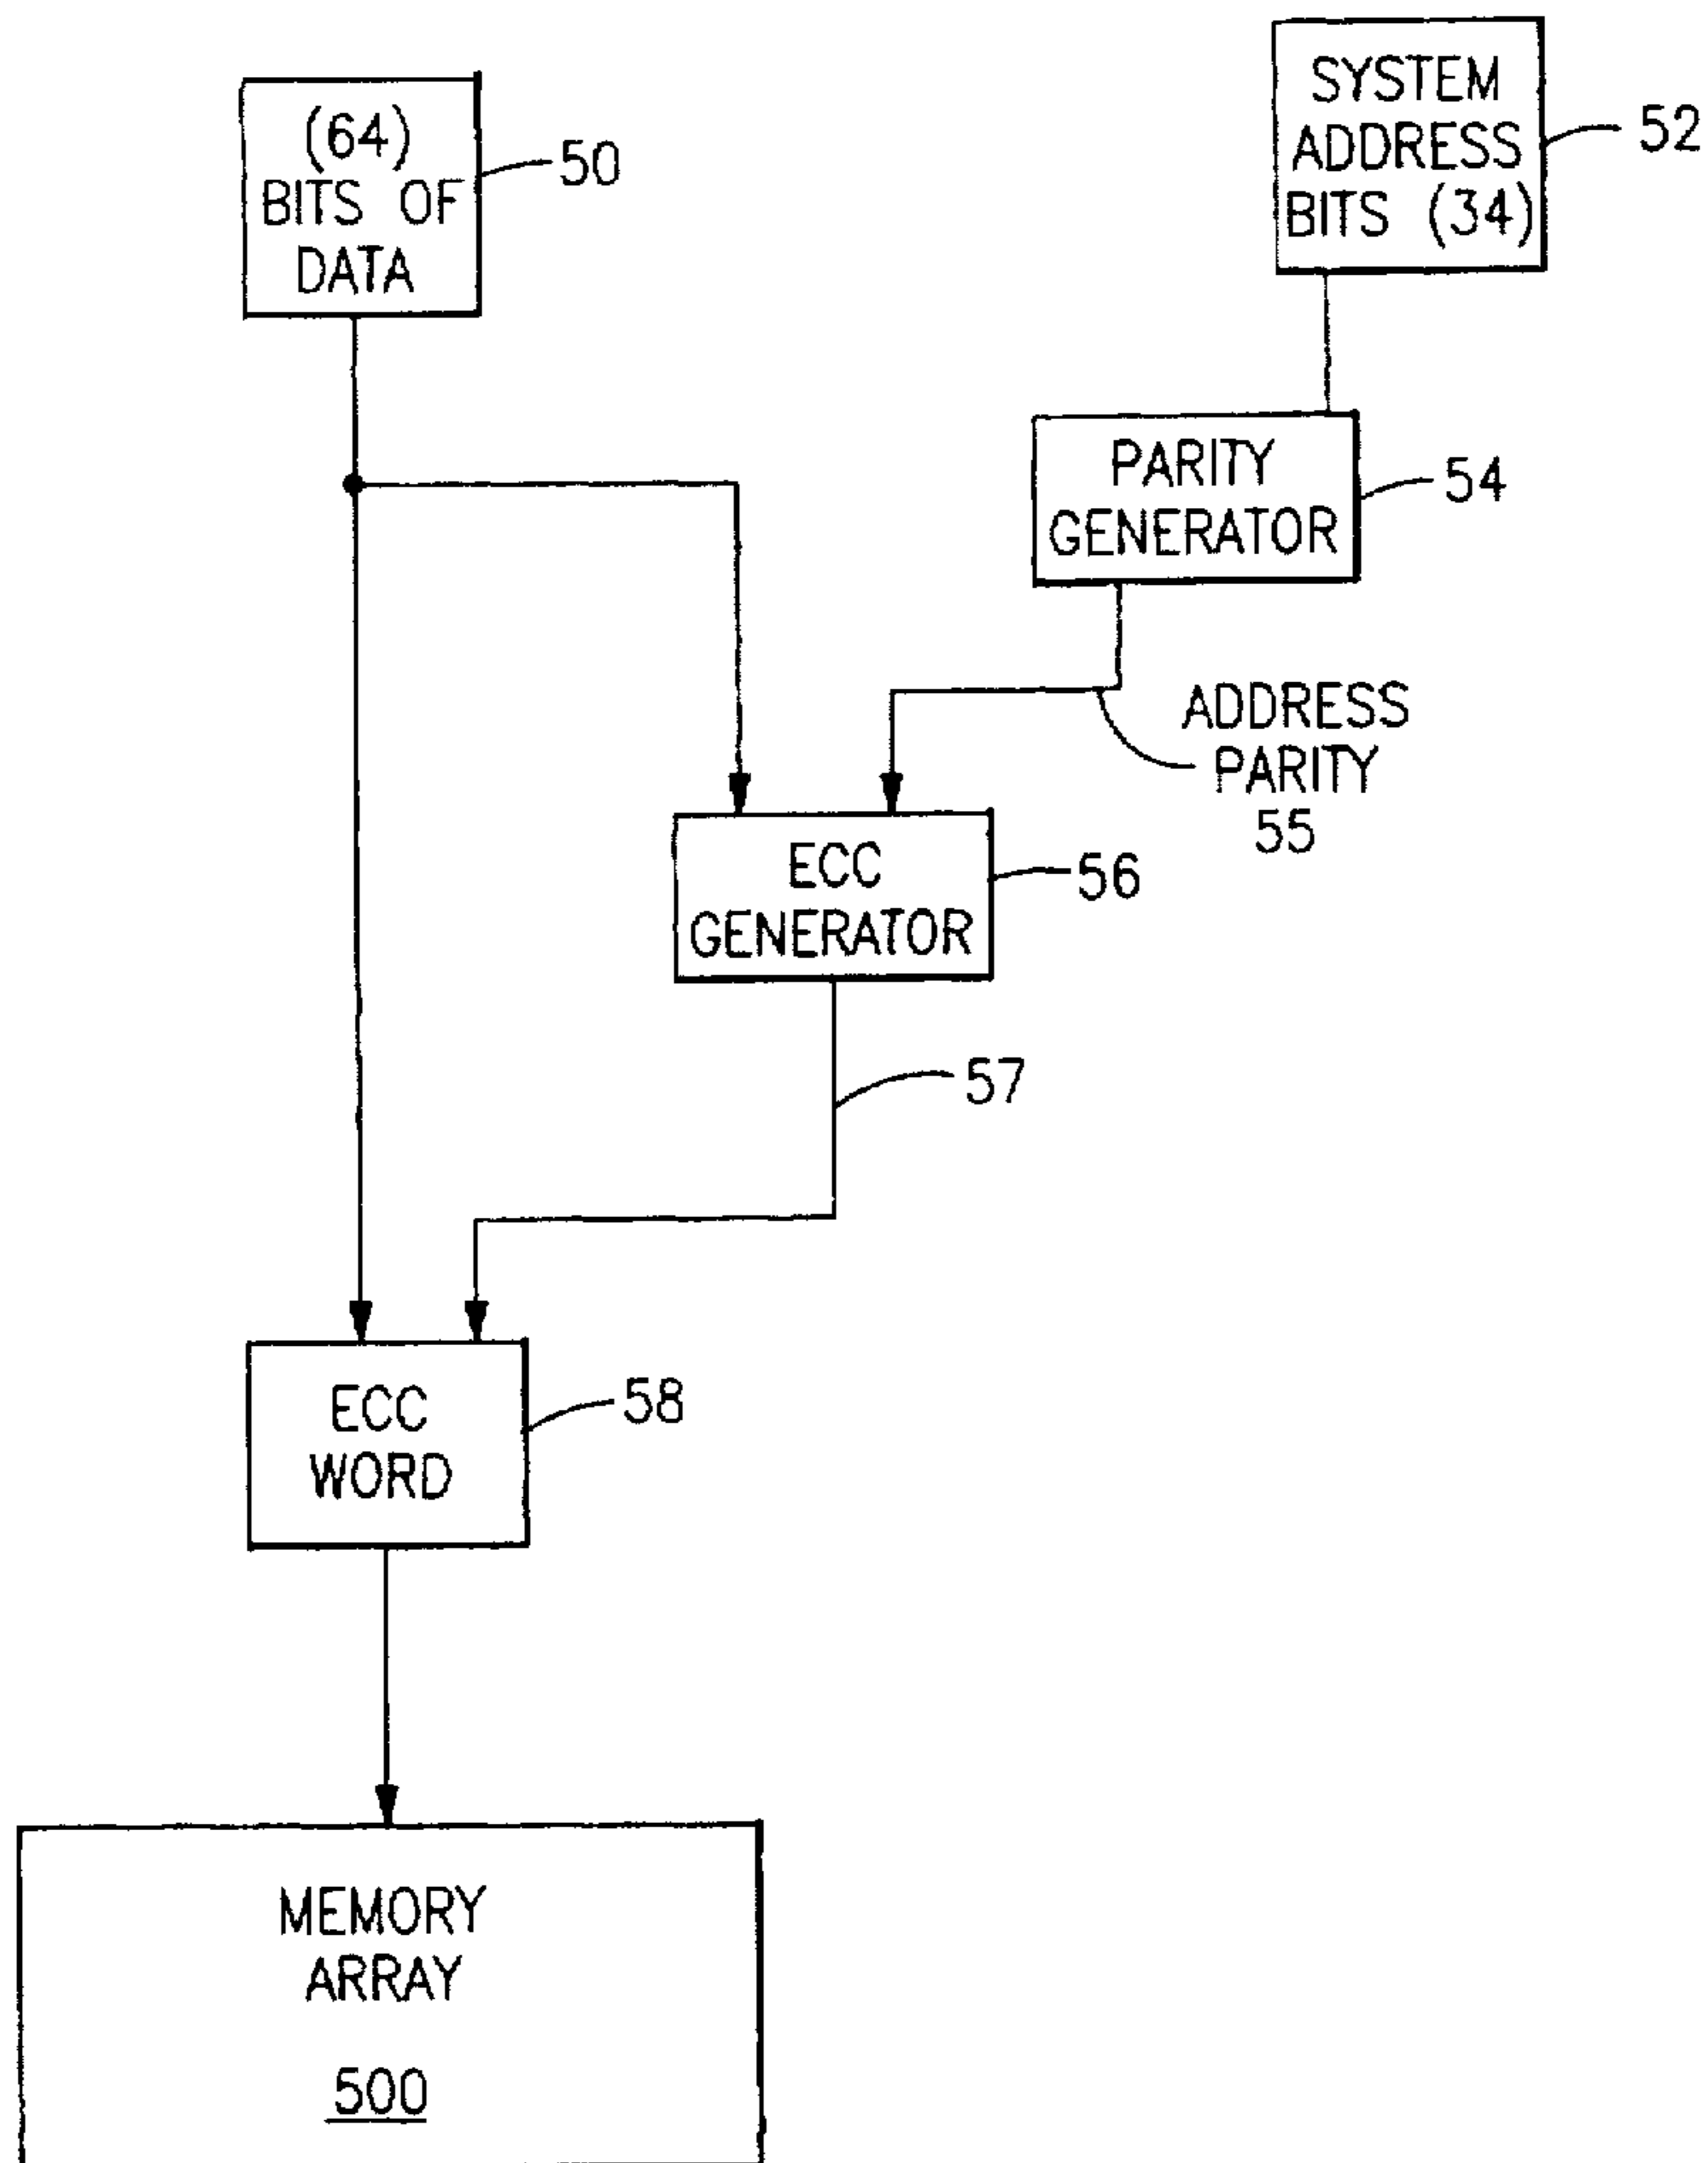 SYSTEM
ADDRESS
BITS (34)
52
(64)
BITS OF
DATA
50
PARITY
GENERATOR
54
ADDRESS
PARITY
55
ECC
GENERATOR
56
57
ECC
WORD
58
MEMORY
ARRAY
500